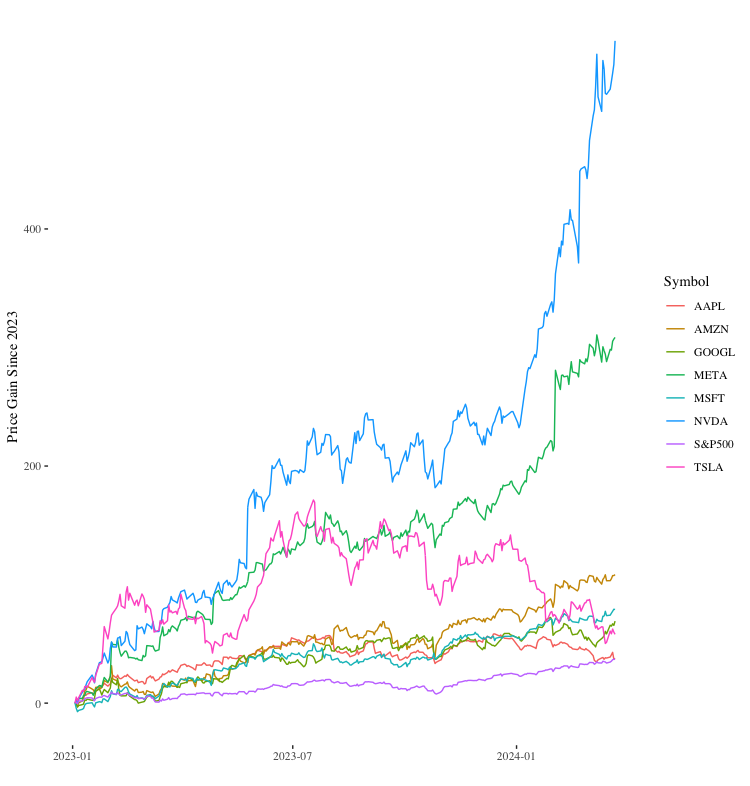 Price Gain Since 2023
400
200
0
2023-01
2023-07
2024-01
Symbol
AAPL
AMZN
GOOGL
META
MSFT
NVDA
S&P500
TSLA